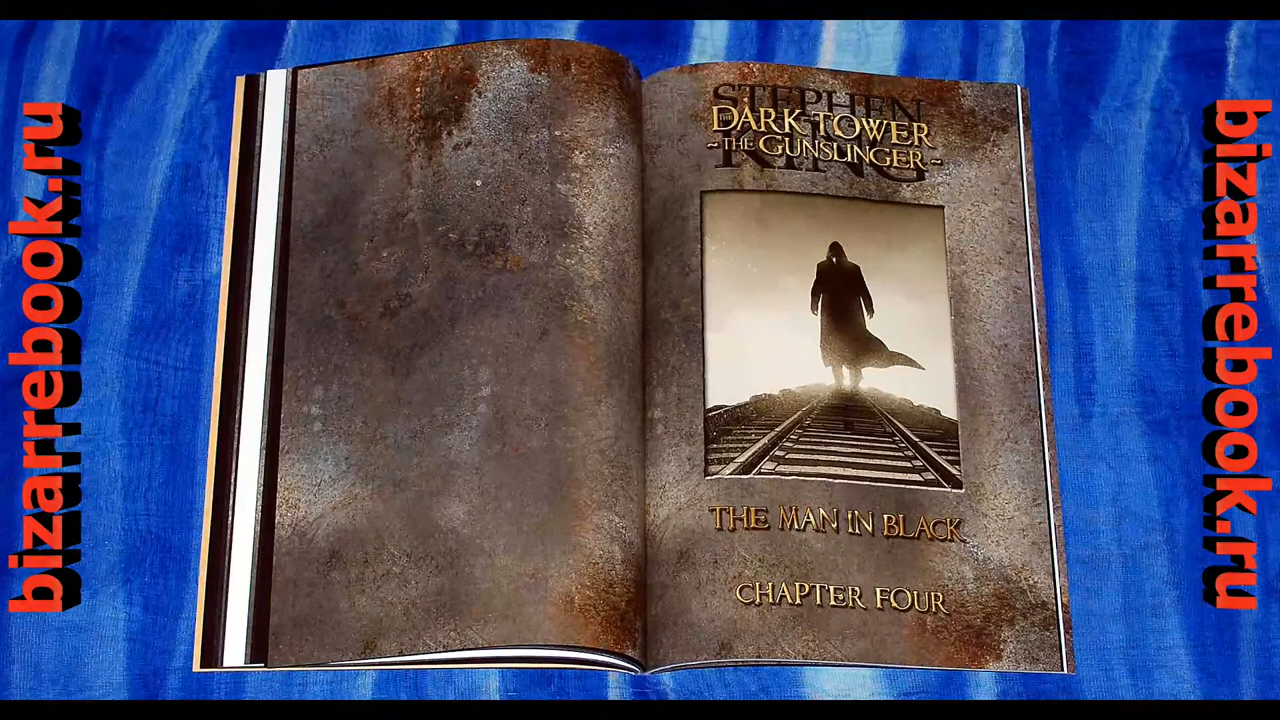 bizarrebook.ru
STEPHEN
KING
THE
DARK TOWER
~THE GUNSLINGER~
THE MAN IN BLACK
CHAPTER FOUR
bizarrebook.ru